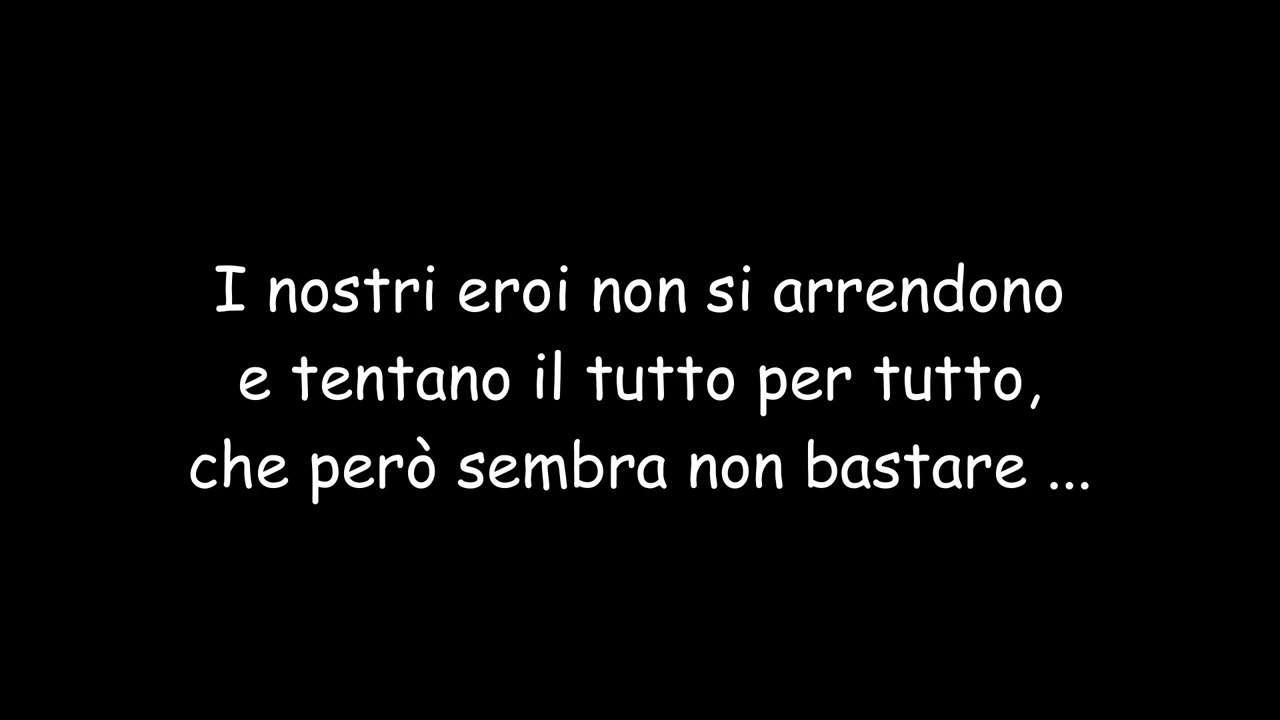 I nostri eroi non si arrendono
e tentano il tutto per tutto,
che però sembra non bastare ...